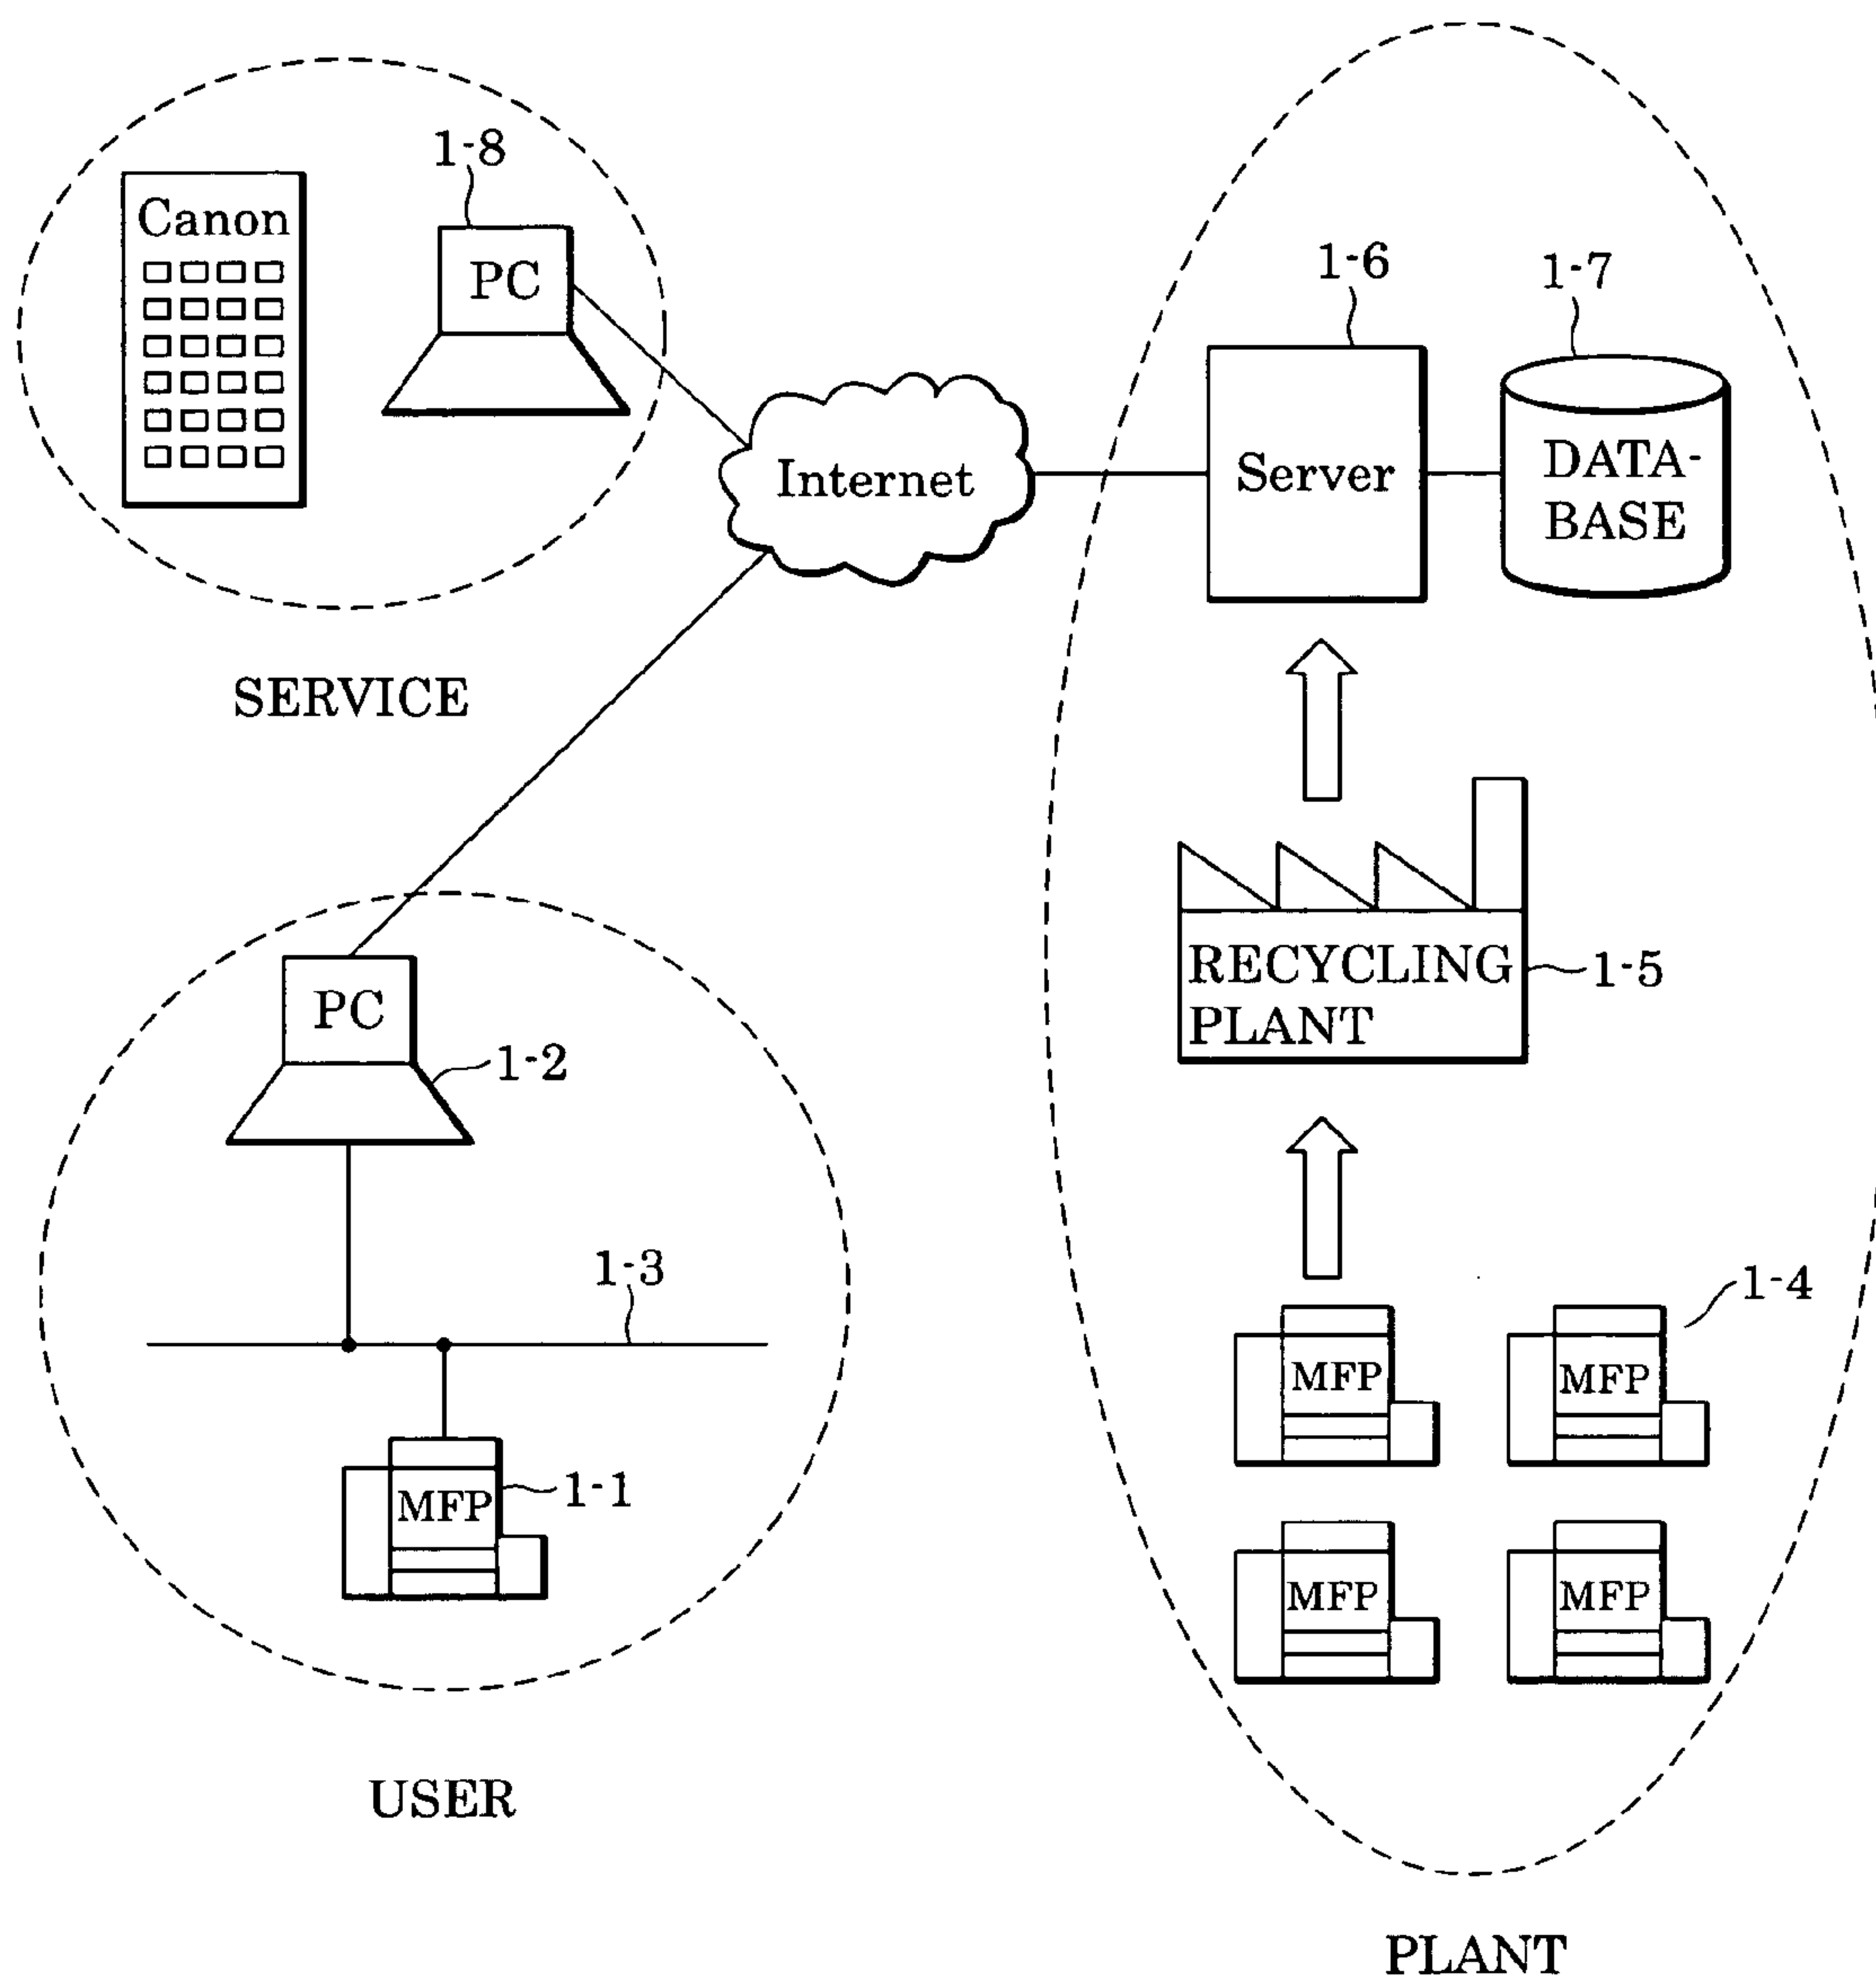 1-8
Canon
PC
1-6
1-7
Internet
Server
DATA-
BASE
SERVICE
RECYCLING
PLANT
1-5
PC
1-2
1-3
1-4
MFP
MFP
MFP
1-1
MFP
MFP
USER
PLANT